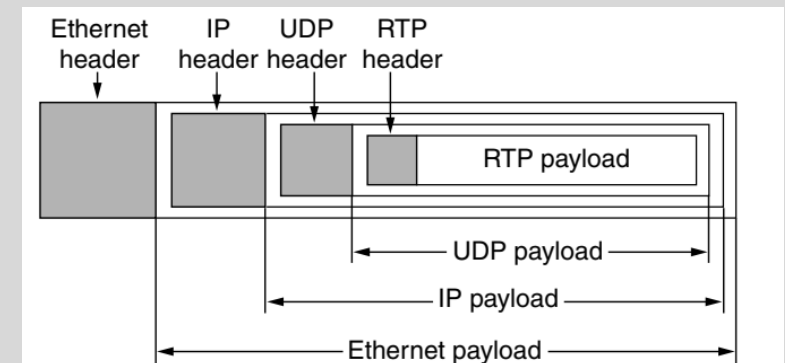 Ethernet IP UDP RTP
header header header header
RTP payload
UDP payload
IP payload
Ethernet payload